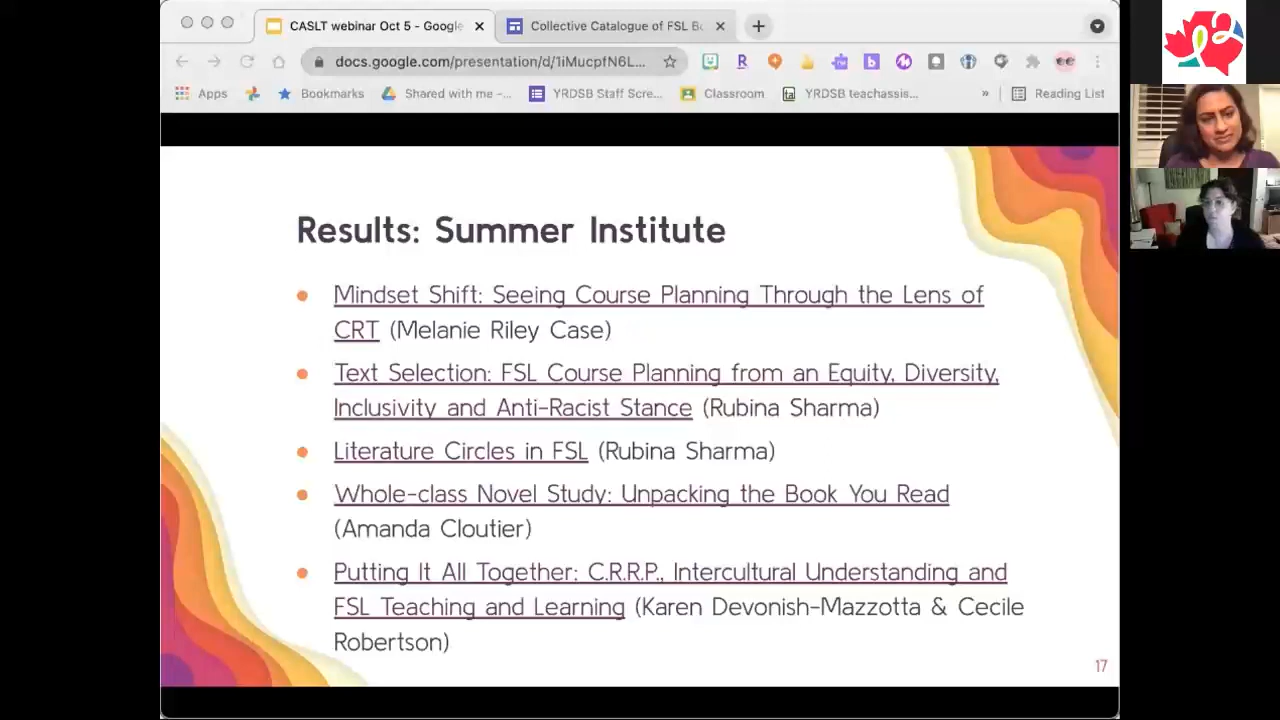 CASLT webinar Oct 5 - Google
Collective Catalogue of FSL Bo
docs.google.com/presentation/d/1iMucpfN6L...
Apps
Bookmarks
Shared with me -...
YRDSB Staff Scre...
Classroom
YRDSB teachassis...
»
Reading List
Results: Summer Institute
Mindset Shift: Seeing Course Planning Through the Lens of
CRT (Melanie Riley Case)
Text Selection: FSL Course Planning from an Equity, Diversity,
Inclusivity and Anti-Racist Stance (Rubina Sharma)
Literature Circles in FSL (Rubina Sharma)
Whole-class Novel Study: Unpacking the Book You Read
(Amanda Cloutier)
Putting It All Together: C.R.R.P., Intercultural Understanding and
FSL Teaching and Learning (Karen Devonish-Mazzotta & Cecile
Robertson)
17